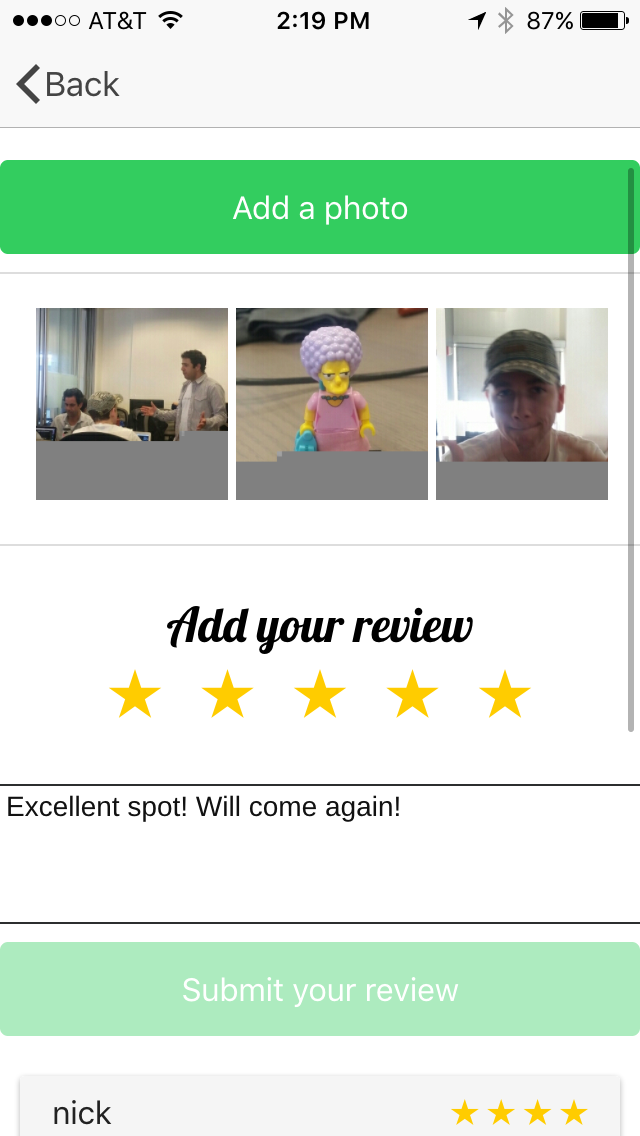 AT&T 2:19 PM 87%
Back
Add a photo
Add your review
Excellent spot! Will come again!
Submit your review
nick